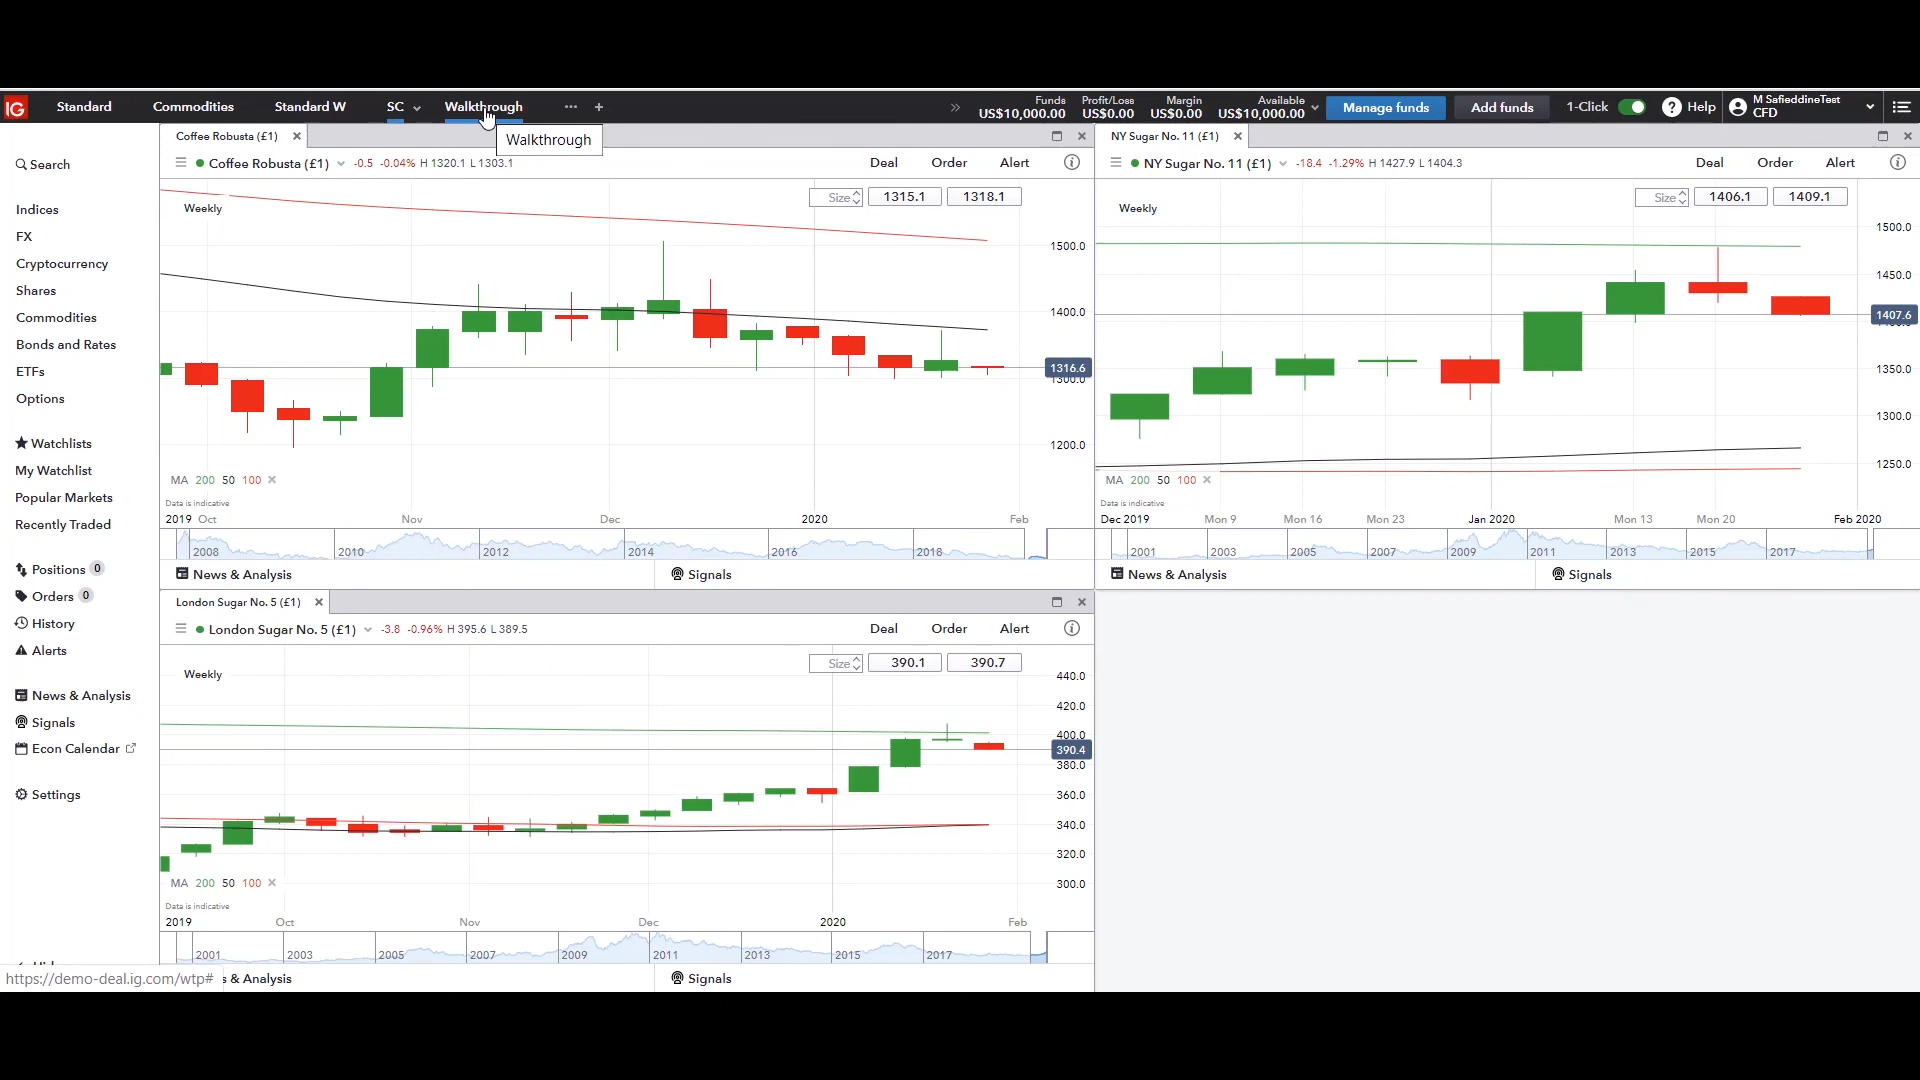 IG Standard Commodities Standard W SC Walkthrough ··· + » Funds Profit/Loss Margin Available Manage funds Add funds 1-Click Help M SafieddineTest
US$10,000.00 US$0.00 US$0.00 US$10,000.00 CFD
Walkthrough
Search
Indices
FX
Cryptocurrency
Shares
Commodities
Bonds and Rates
ETFs
Options
Watchlists
My Watchlist
Popular Markets
Recently Traded
Positions 0
Orders 0
History
Alerts
News & Analysis
Signals
Econ Calendar
Settings
https://demo-deal.ig.com/wtp#
Coffee Robusta (£1)
Coffee Robusta (£1) -0.5 -0.04% H 1320.1 L 1303.1 Deal Order Alert
Weekly Size 1315.1 1318.1
1500.0
1400.0
1316.6
1300.0
1200.0
MA 200 50 100
Data is indicative
2019 Oct Nov Dec 2020 Feb
2008 2010 2012 2014 2016 2018
News & Analysis Signals
NY Sugar No. 11 (£1)
NY Sugar No. 11 (£1) -18.4 -1.29% H 1427.9 L 1404.3 Deal Order Alert
Weekly Size 1406.1 1409.1
1500.0
1450.0
1407.6
1350.0
1300.0
1250.0
MA 200 50 100
Data is indicative
Dec 2019 Mon 9 Mon 16 Mon 23 Jan 2020 Mon 13 Mon 20 Feb 2020
2001 2003 2005 2007 2009 2011 2013 2015 2017
News & Analysis Signals
London Sugar No. 5 (£1)
London Sugar No. 5 (£1) -3.8 -0.96% H 395.6 L 389.5 Deal Order Alert
Weekly Size 390.1 390.7
440.0
420.0
400.0
390.4
380.0
360.0
340.0
320.0
300.0
MA 200 50 100
Data is indicative
2019 Oct Nov Dec 2020 Feb
2001 2003 2005 2007 2009 2011 2013 2015 2017
& Analysis Signals